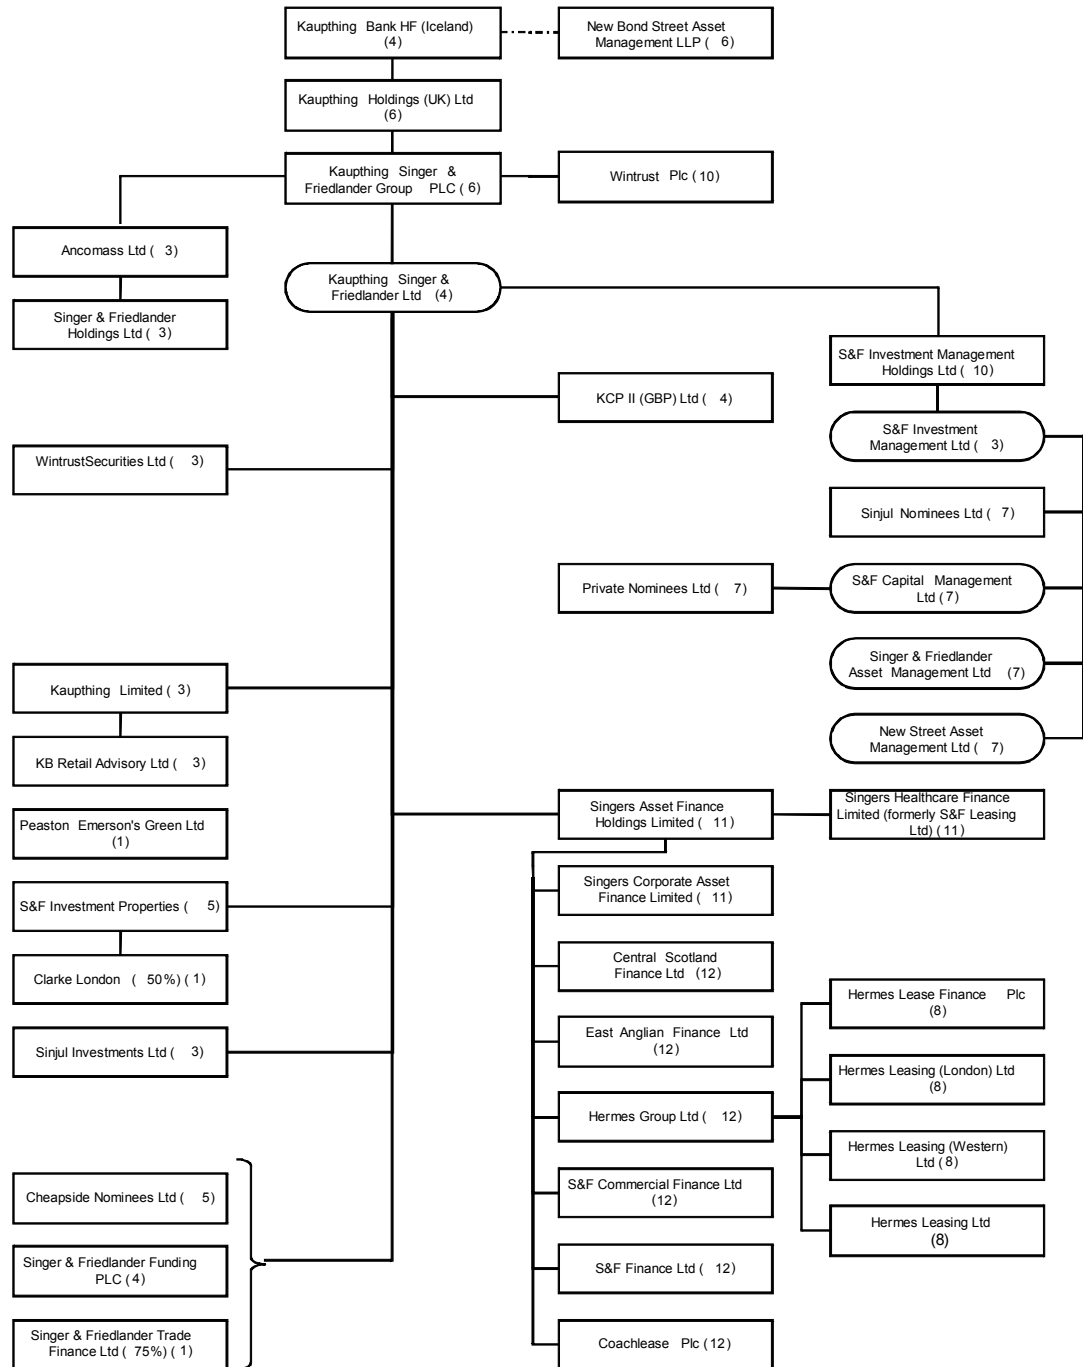 Kaupthing Bank HF (Iceland)
(4)
New Bond Street Asset
Management LLP ( 6)
Kaupthing Holdings (UK) Ltd
(6)
Kaupthing Singer &
Friedlander Group PLC ( 6)
Wintrust Plc ( 10)
Ancomass Ltd ( 3)
Kaupthing Singer &
Friedlander Ltd (4)
Singer & Friedlander
Holdings Ltd ( 3)
S&F Investment Management
Holdings Ltd ( 10)
KCP II (GBP) Ltd ( 4)
S&F Investment
Management Ltd ( 3)
WintrustSecurities Ltd ( 3)
Sinjul Nominees Ltd ( 7)
Private Nominees Ltd ( 7)
S&F Capital Management
Ltd ( 7)
Singer & Friedlander
Asset Management Ltd (7)
Kaupthing Limited ( 3)
New Street Asset
Management Ltd ( 7)
KB Retail Advisory Ltd ( 3)
Singers Asset Finance
Holdings Limited ( 11)
Singers Healthcare Finance
Limited (formerly S&F Leasing
Ltd) ( 11)
Peaston Emerson's Green Ltd
(1)
Singers Corporate Asset
Finance Limited ( 11)
S&F Investment Properties ( 5)
Central Scotland
Finance Ltd (12)
Clarke London ( 50%) ( 1)
Hermes Lease Finance Plc
(8)
East Anglian Finance Ltd
(12)
Sinjul Investments Ltd ( 3)
Hermes Leasing (London) Ltd
(8)
Hermes Group Ltd ( 12)
Hermes Leasing (Western)
Ltd ( 8)
Cheapside Nominees Ltd ( 5)
S&F Commercial Finance Ltd
(12)
Hermes Leasing Ltd
(8)
Singer & Friedlander Funding
PLC ( 4)
S&F Finance Ltd ( 12)
Singer & Friedlander Trade
Finance Ltd ( 75%) ( 1)
Coachlease Plc (12)